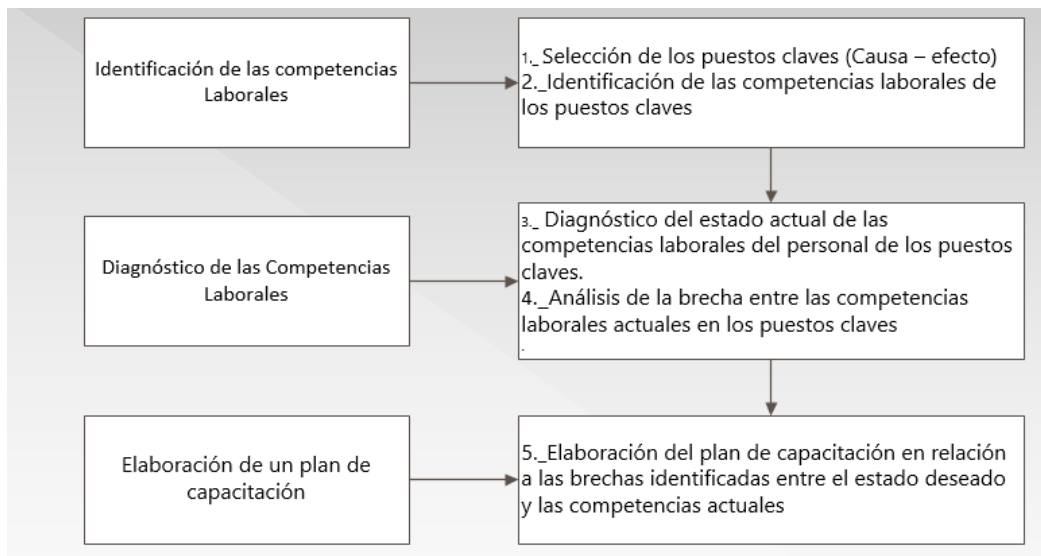 Identificación de las competencias
Laborales
1._ Selección de los puestos claves (Causa – efecto)
2._Identificación de las competencias laborales de
los puestos claves
Diagnóstico de las Competencias
Laborales
3._ Diagnóstico del estado actual de las
competencias laborales del personal de los puestos
claves.
4._Análisis de la brecha entre las competencias
laborales actuales en los puestos claves
.
Elaboración de un plan de
capacitación
5._Elaboración del plan de capacitación en relación
a las brechas identificadas entre el estado deseado
y las competencias actuales